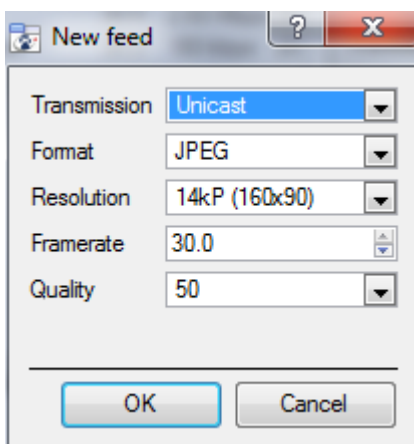 New feed
?
Transmission Unicast
Format JPEG
Resolution 14kP (160x90)
Framerate 30.0
Quality 50
OK Cancel